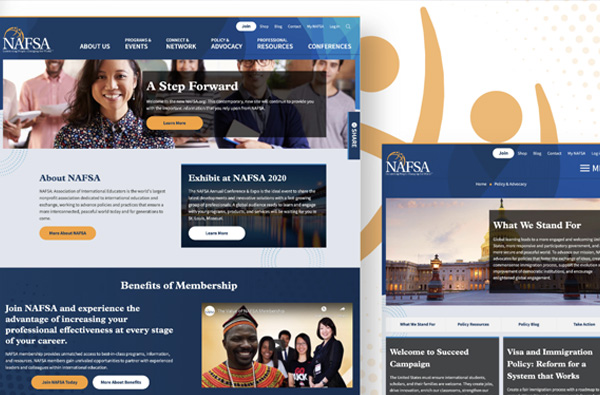 Join Shop Blog Contact My NAFSA Log In
NAFSA
ABOUT US
PROGRAMS &
EVENTS
CONNECT &
NETWORK
POLICY &
ADVOCACY
PROFESSIONAL
RESOURCES
CONFERENCES
A Step Forward
Welcome to the new NAFSA.org. This contemporary, new site will continue to provide you
with the important information that you rely upon from NAFSA.
Learn More
SHARE
About NAFSA
NAFSA: Association of International Educators is the world's largest
nonprofit association dedicated to international education and
exchange, working to advance policies and practices that ensure a
more interconnected, peaceful world today and for generations to
come.
More About NAFSA
Exhibit at NAFSA 2020
The NAFSA Annual Conference & Expo is the ideal event to share the
latest developments and innovative solutions with a fast growing
group of professionals. A global audience ready to learn and engage
with your programs, products, and services will be waiting for you in
St. Louis, Missouri.
Learn More
Benefits of Membership
Join NAFSA and experience the
advantage of increasing your
professional effectiveness at every stage
of your career.
NAFSA membership provides unmatched access to best-in-class programs, information,
and resources. NAFSA members gain unrivaled opportunities to partner with experienced
leaders and colleagues within international education.
Join NAFSA Today
More About Benefits
The Value of NAFSA Membership
Join Shop Blog Contact My NAFSA Log In
NAFSA
Home Policy & Advocacy
What We Stand For
Global learning leads to a more engaged and welcoming United
States, more responsive and participatory government, and a
more secure and peaceful world. To advance our mission, NAFSA
advocates for policies that foster the exchange of ideas, create
commonsense immigration process, support the evolution and
improvement of democratic institutions, and encourage
enlightened global engagement.
What We Stand For
Policy Resources
Policy Blog
Take Action
Welcome to Succeed
Campaign
The United States must ensure international students,
scholars, and their families are welcome. They create jobs,
drive innovation, enrich our classrooms, strengthen our
Visa and Immigration
Policy: Reform for a
System that Works
Create a fair immigration process with a roadmap to